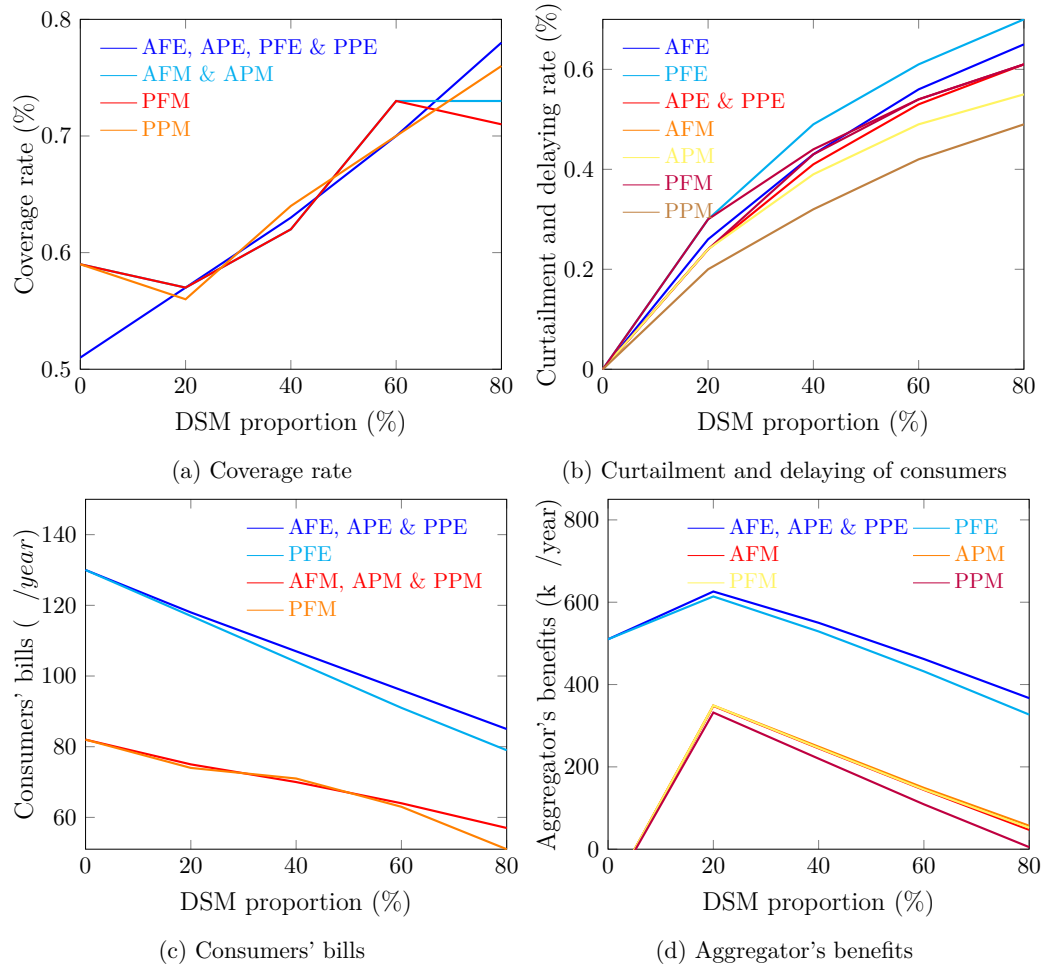 0.8
0.7
0.6
0.5
Coverage rate (%)
AFE, APE, PFE & PPE
AFM & APM
PFM
PPM
0 20 40 60 80
DSM proportion (%)
(a) Coverage rate
0.6
0.4
0.2
0
Curtailment and delaying rate (%)
AFE
PFE
APE & PPE
AFM
APM
PFM
PPM
0 20 40 60 80
DSM proportion (%)
(b) Curtailment and delaying of consumers
140
120
100
80
60
Consumers' bills ( /year)
AFE, APE & PPE
PFE
AFM, APM & PPM
PFM
0 20 40 60 80
DSM proportion (%)
(c) Consumers' bills
800
600
400
200
0
Aggregator's benefits (k /year)
AFE, APE & PPE PFE
AFM APM
PFM PPM
0 20 40 60 80
DSM proportion (%)
(d) Aggregator's benefits